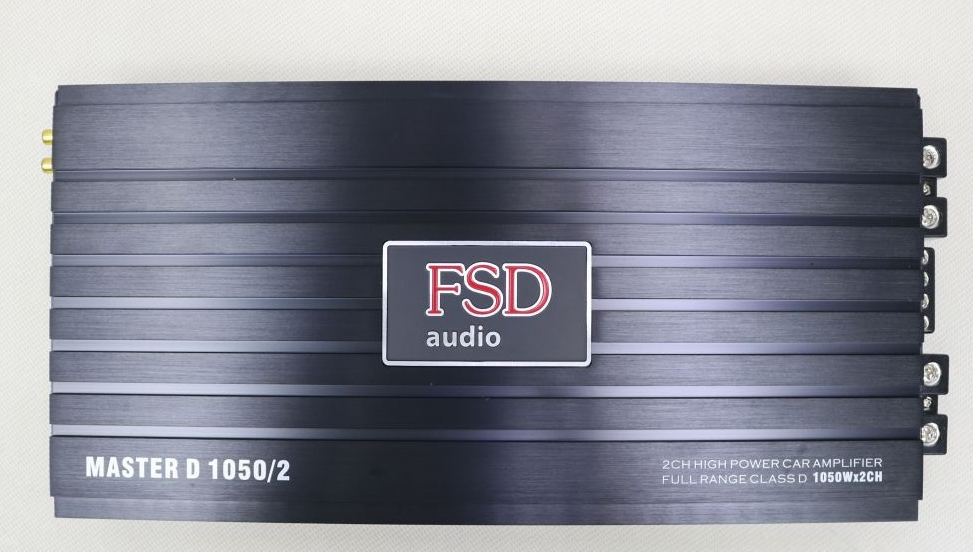 FSD
audio
MASTER D 1050/2
2CH HIGH POWER CAR AMPLIFIER
FULL RANGE CLASS D 1050Wx2CH